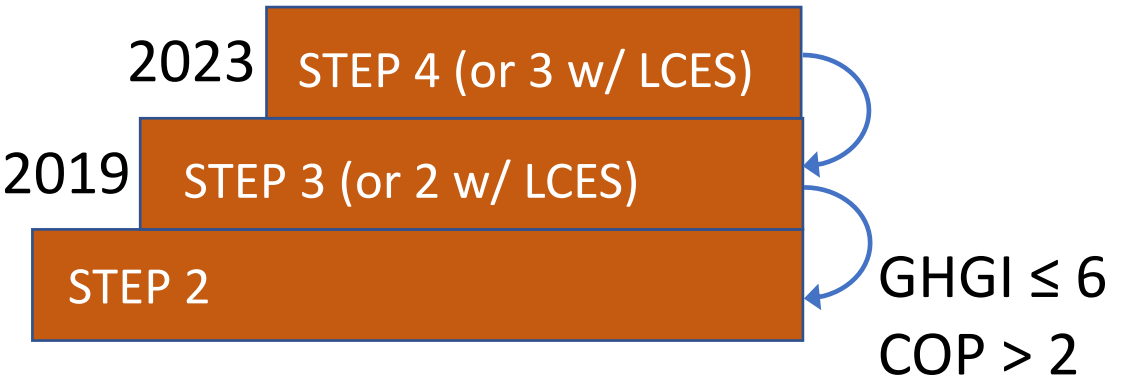 2023
STEP 4 (or 3 w/ LCES)
2019
STEP 3 (or 2 w/ LCES)
STEP 2
GHGI ≤ 6
COP > 2